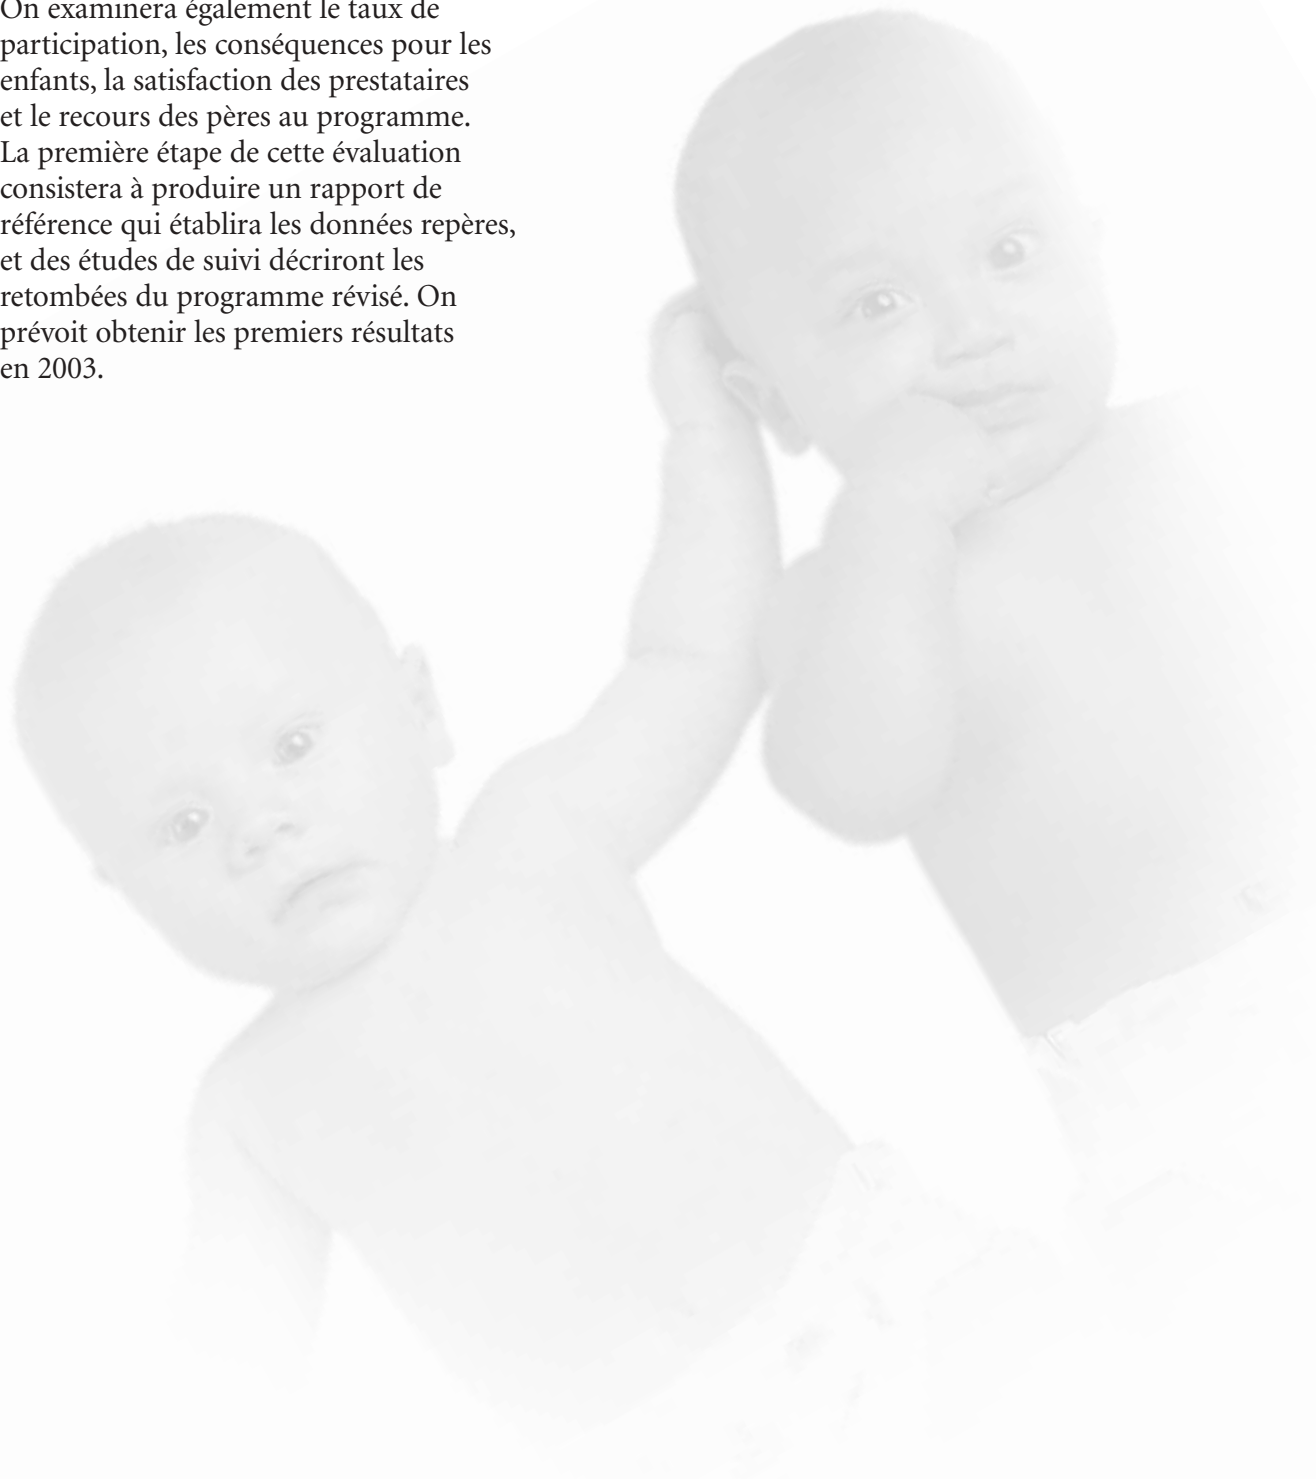 On examinera également le taux de
participation, les conséquences pour les
enfants, la satisfaction des prestataires
et le recours des pères au programme.
La première étape de cette évaluation
consistera à produire un rapport de
référence qui établira les données repères,
et des études de suivi décriront les
retombées du programme révisé. On
prévoit obtenir les premiers résultats
en 2003.